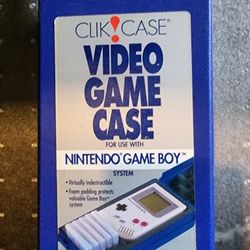 CLIK!CASE®
VIDEO
GAME
CASE
FOR USE WITH
NINTENDO® GAME BOY™
SYSTEM
• Virtually indestructible
• Foam padding protects
valuable Game Boy™
system